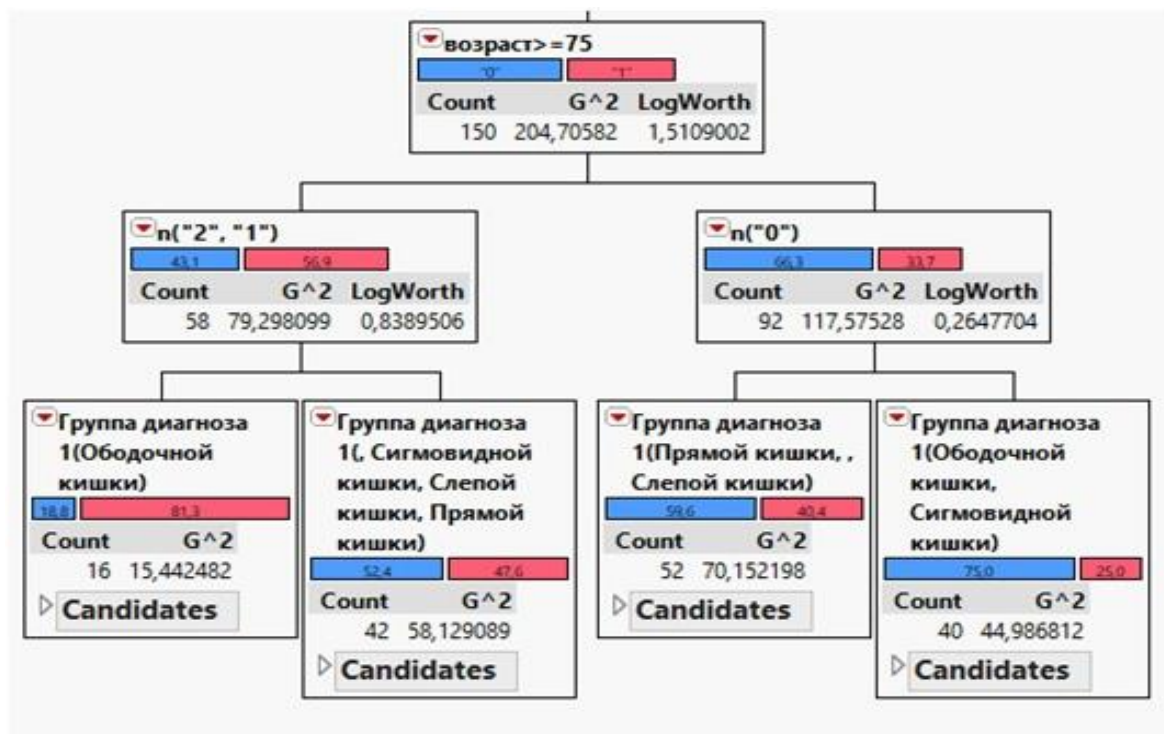 возраст>=75
"0" "1"
Count G^2 LogWorth
150 204,70582 1,5109002
n("2", "1")
43,1 56,9
Count G^2 LogWorth
58 79,298099 0,8389506
n("0")
66,3 33,7
Count G^2 LogWorth
92 117,57528 0,2647704
Группа диагноза
1(Ободочной
кишки)
18,8 81,3
Count G^2
16 15,442482
Candidates
Группа диагноза
1(, Сигмовидной
кишки, Слепой
кишки, Прямой
кишки)
52,4 47,6
Count G^2
42 58,129089
Candidates
Группа диагноза
1(Прямой кишки, ,
Слепой кишки)
59,6 40,4
Count G^2
52 70,152198
Candidates
Группа диагноза
1(Ободочной
кишки,
Сигмовидной
кишки)
75,0 25,0
Count G^2
40 44,986812
Candidates